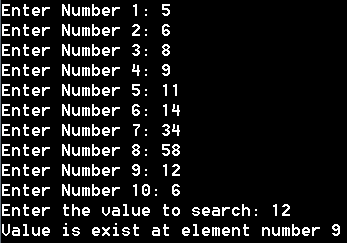 Enter Number 1: 5
Enter Number 2: 6
Enter Number 3: 8
Enter Number 4: 9
Enter Number 5: 11
Enter Number 6: 14
Enter Number 7: 34
Enter Number 8: 58
Enter Number 9: 12
Enter Number 10: 6
Enter the value to search: 12
Value is exist at element number 9